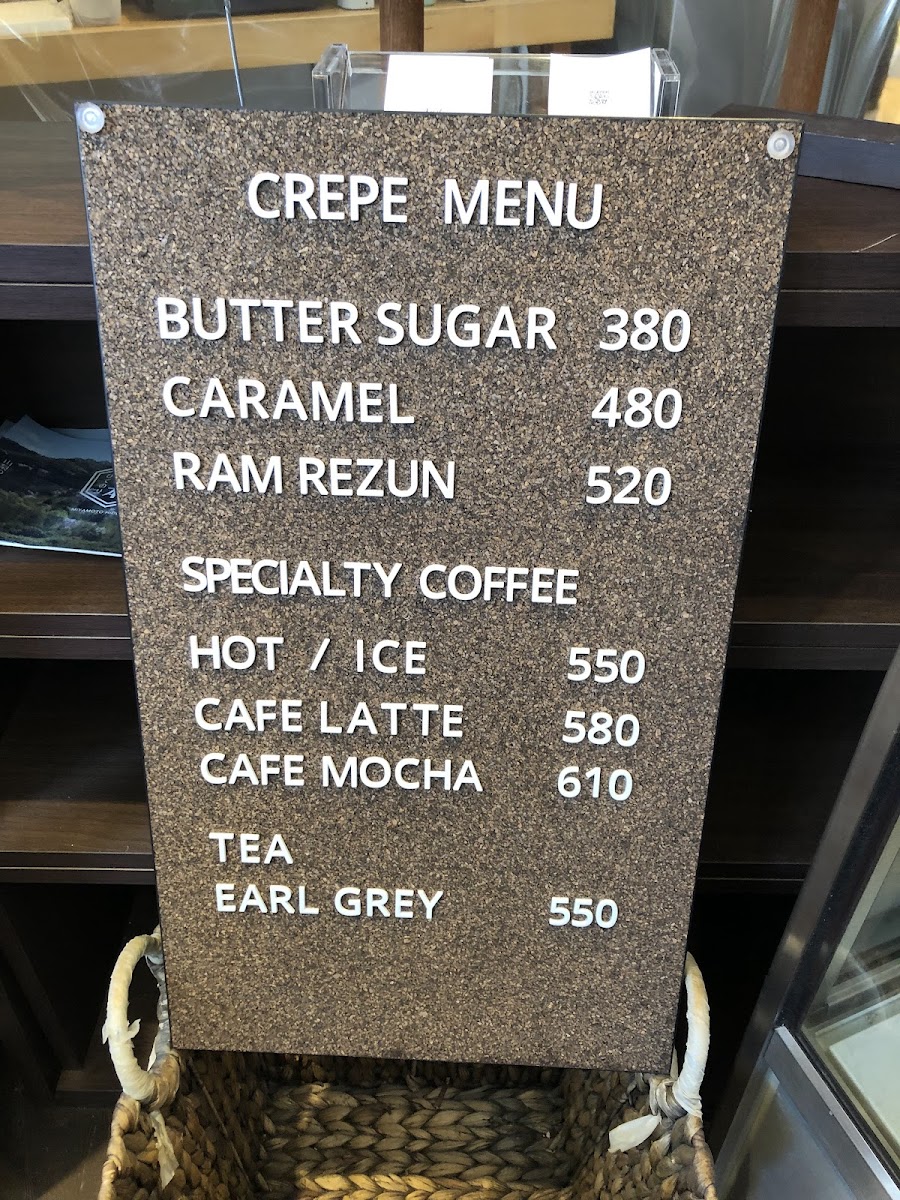 CREPE MENU
BUTTER SUGAR 380
CARAMEL 480
RAM REZUN 520
SPECIALTY COFFEE
HOT / ICE 550
CAFE LATTE 580
CAFE MOCHA 610
TEA
EARL GREY 550